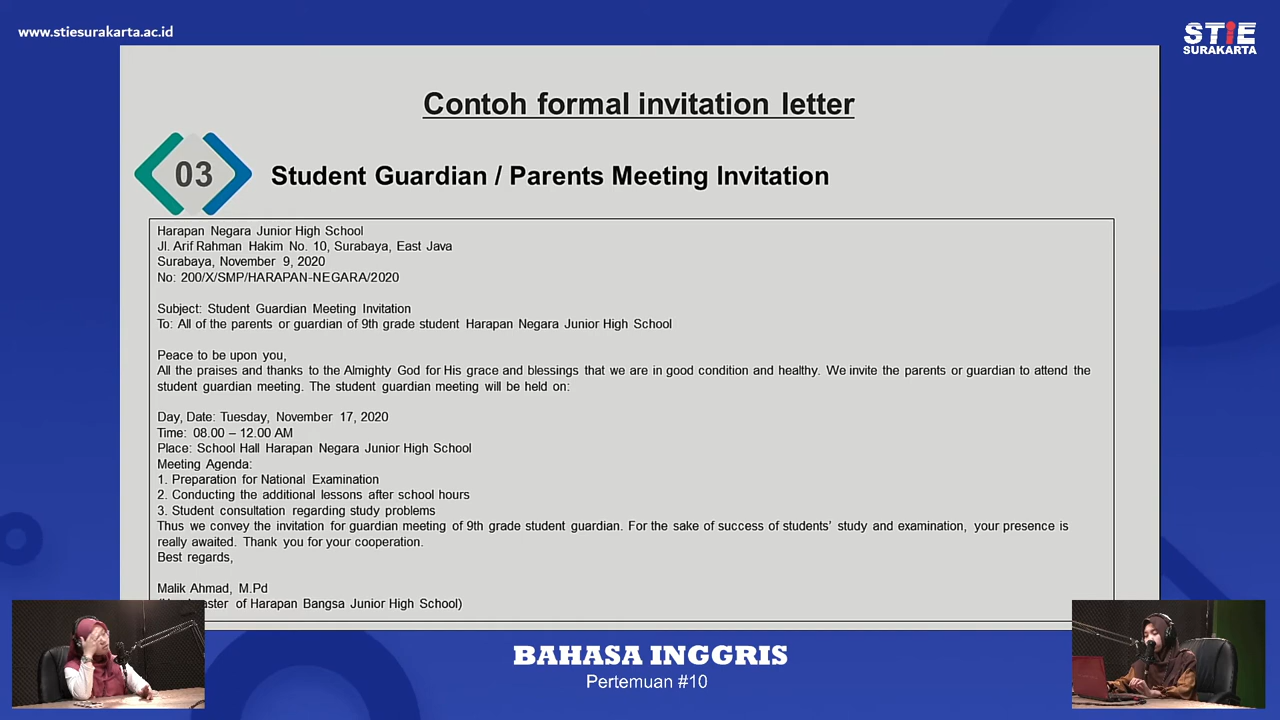 www.stiesurakarta.ac.id
STIE
SURAKARTA
Contoh formal invitation letter
03
Student Guardian / Parents Meeting Invitation
Harapan Negara Junior High School
Jl. Arif Rahman Hakim No. 10, Surabaya, East Java
Surabaya, November 9, 2020
No: 200/X/SMP/HARAPAN-NEGARA/2020
Subject: Student Guardian Meeting Invitation
To: All of the parents or guardian of 9th grade student Harapan Negara Junior High School
Peace to be upon you,
All the praises and thanks to the Almighty God for His grace and blessings that we are in good condition and healthy. We invite the parents or guardian to attend the
student guardian meeting. The student guardian meeting will be held on:
Day, Date: Tuesday, November 17, 2020
Time: 08.00 – 12.00 AM
Place: School Hall Harapan Negara Junior High School
Meeting Agenda:
1. Preparation for National Examination
2. Conducting the additional lessons after school hours
3. Student consultation regarding study problems
Thus we convey the invitation for guardian meeting of 9th grade student guardian. For the sake of success of students’ study and examination, your presence is
really awaited. Thank you for your cooperation.
Best regards,
Malik Ahmad, M.Pd
of Harapan Bangsa Junior High School)
BAHASA INGGRIS
Pertemuan #10